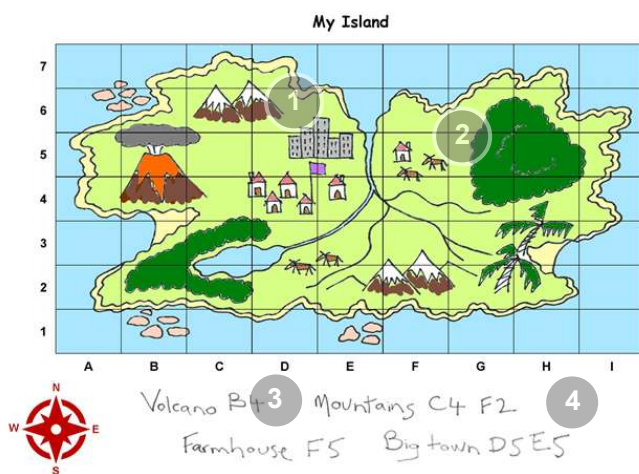 My Island
7
1
6
2
5
4
3
2
1
A B C D E F G H I
N
W E
S
Volcano B4 3 Mountains C4 F2 4
Farmhouse F5 Big town D5 E5